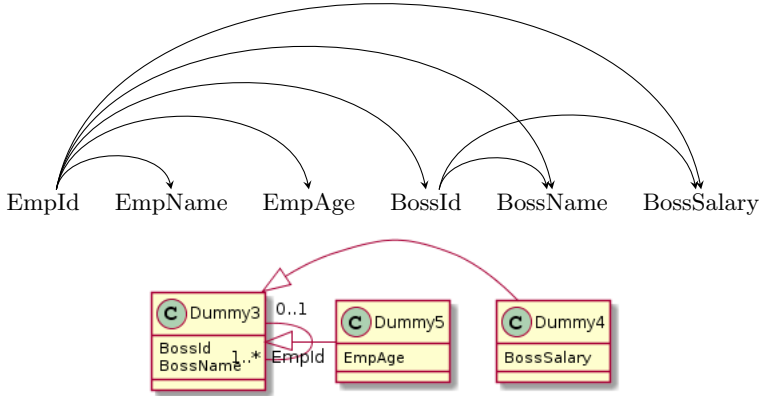 EmpId EmpName EmpAge BossId BossName BossSalary
C Dummy3 0..1 C Dummy5 C Dummy4
BossId
BossName 1..* EmpId EmpAge BossSalary